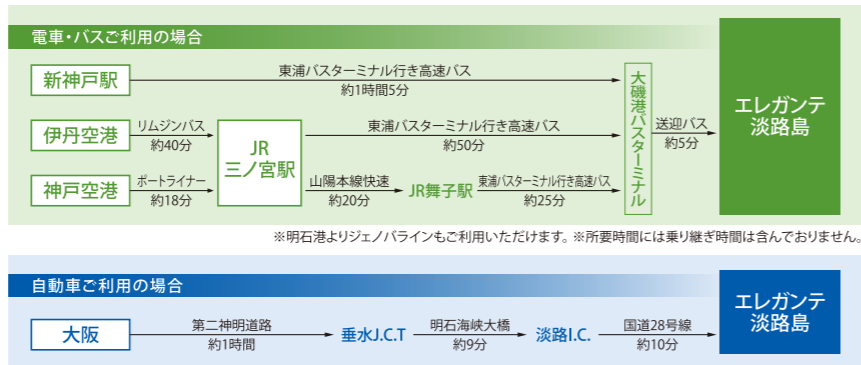 電車・バスご利用の場合
新神戸駅
東浦バスターミナル行き高速バス
約1時間5分
伊丹空港
リムジンバス
約40分
JR
三ノ宮駅
東浦バスターミナル行き高速バス
約50分
神戸空港
ポートライナー
約18分
山陽本線快速
約20分
JR舞子駅
東浦バスターミナル行き高速バス
約25分
大磯港バスターミナル
送迎バス
約5分
エレガンテ
淡路島
※明石港よりジェノバラインもご利用いただけます。※所要時間には乗り継ぎ時間は含んでおりません。
自動車ご利用の場合
大阪
第二神明道路
約1時間
垂水J.C.T
明石海峡大橋
約9分
淡路I.C.
国道28号線
約10分
エレガンテ
淡路島